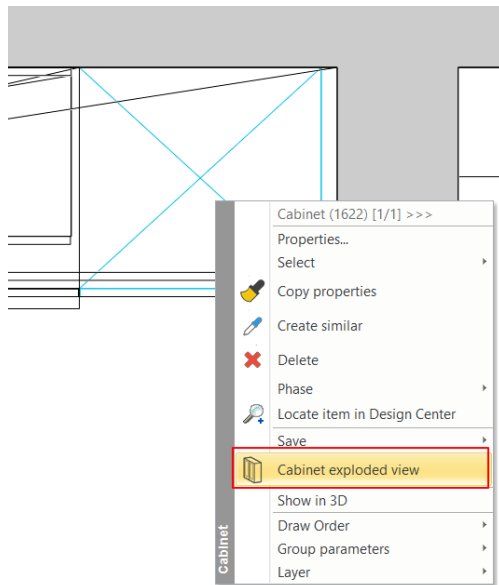 Cabinet (1622) [1/1] >>>
Properties...
Select
Copy properties
Create similar
Delete
Phase
Locate item in Design Center
Save
Cabinet exploded view
Show in 3D
Draw Order
Group parameters
Layer
Cabinet